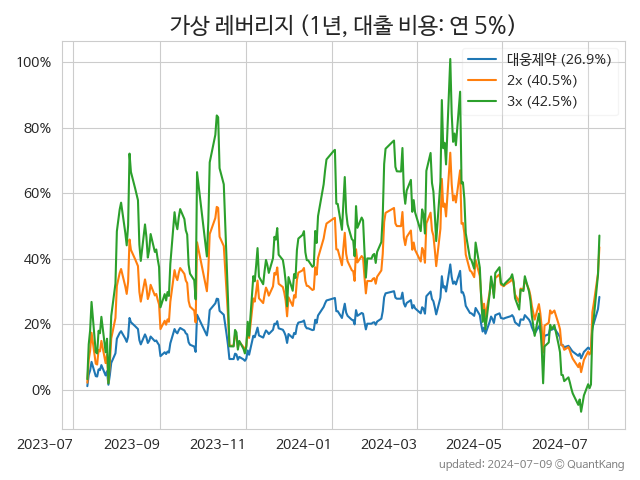 가상 레버리지 (1년, 대출 비용: 연 5%)
100%
80%
60%
40%
20%
0%
대웅제약 (26.9%)
2x (40.5%)
3x (42.5%)
2023-07
2023-09
2023-11
2024-01
2024-03
2024-05
2024-07
updated: 2024-07-09 © QuantKang